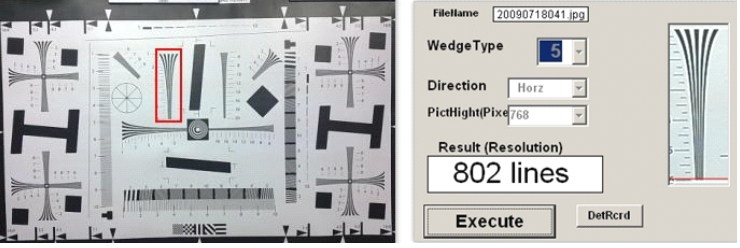 FileName 20090718041.jpg
WedgeType 5
Direction Horz
PictHight(Pixe 768
Result (Resolution)
802 lines
Execute DetRcrd